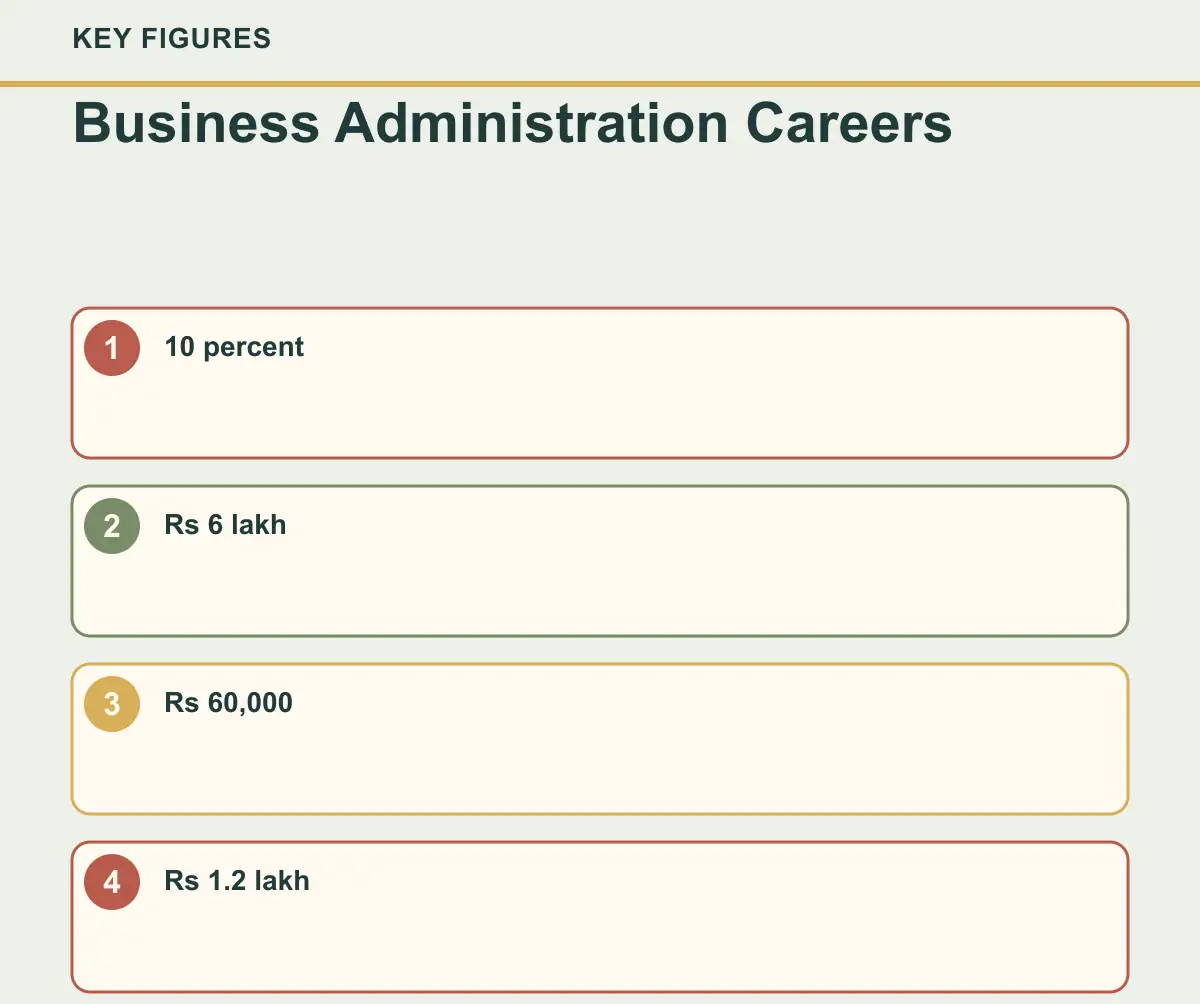 KEY FIGURES
Business Administration Careers
1 10 percent
2 Rs 6 lakh
3 Rs 60,000
4 Rs 1.2 lakh